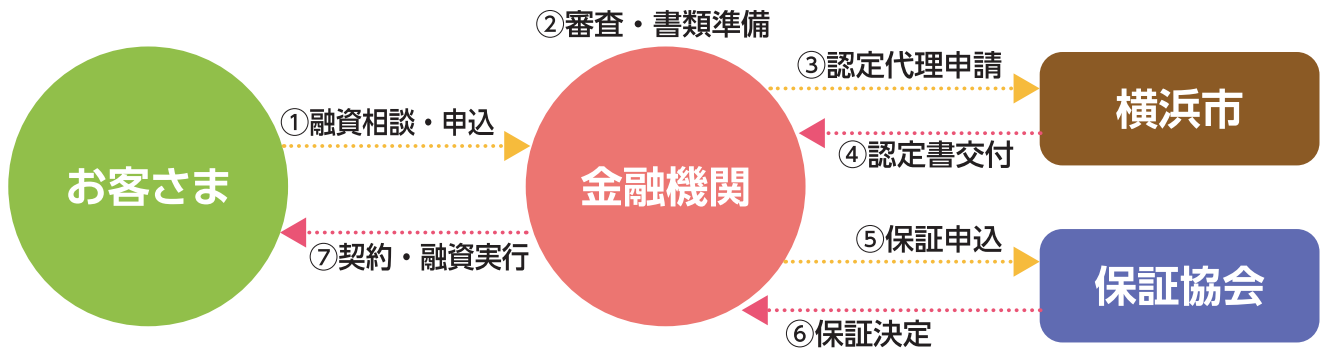 ②審査・書類準備
③認定代理申請
横浜市
①融資相談・申込
④認定書交付
お客さま
金融機関
⑤保証申込
⑦契約・融資実行
保証協会
⑥保証決定